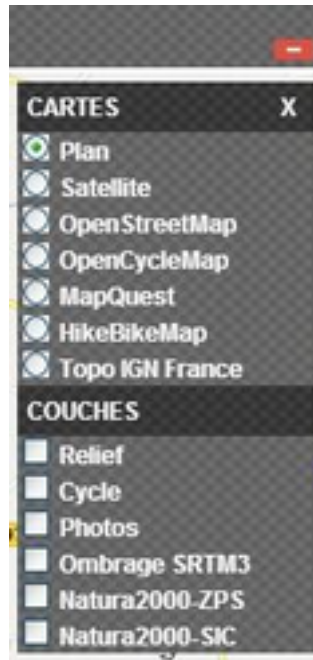 CARTES X
Plan
Satellite
OpenStreetMap
OpenCycleMap
MapQuest
HikeBikeMap
Topo IGN France
COUCHES
Relief
Cycle
Photos
Ombrage SRTM3
Natura2000-ZPS
Natura2000-SIC